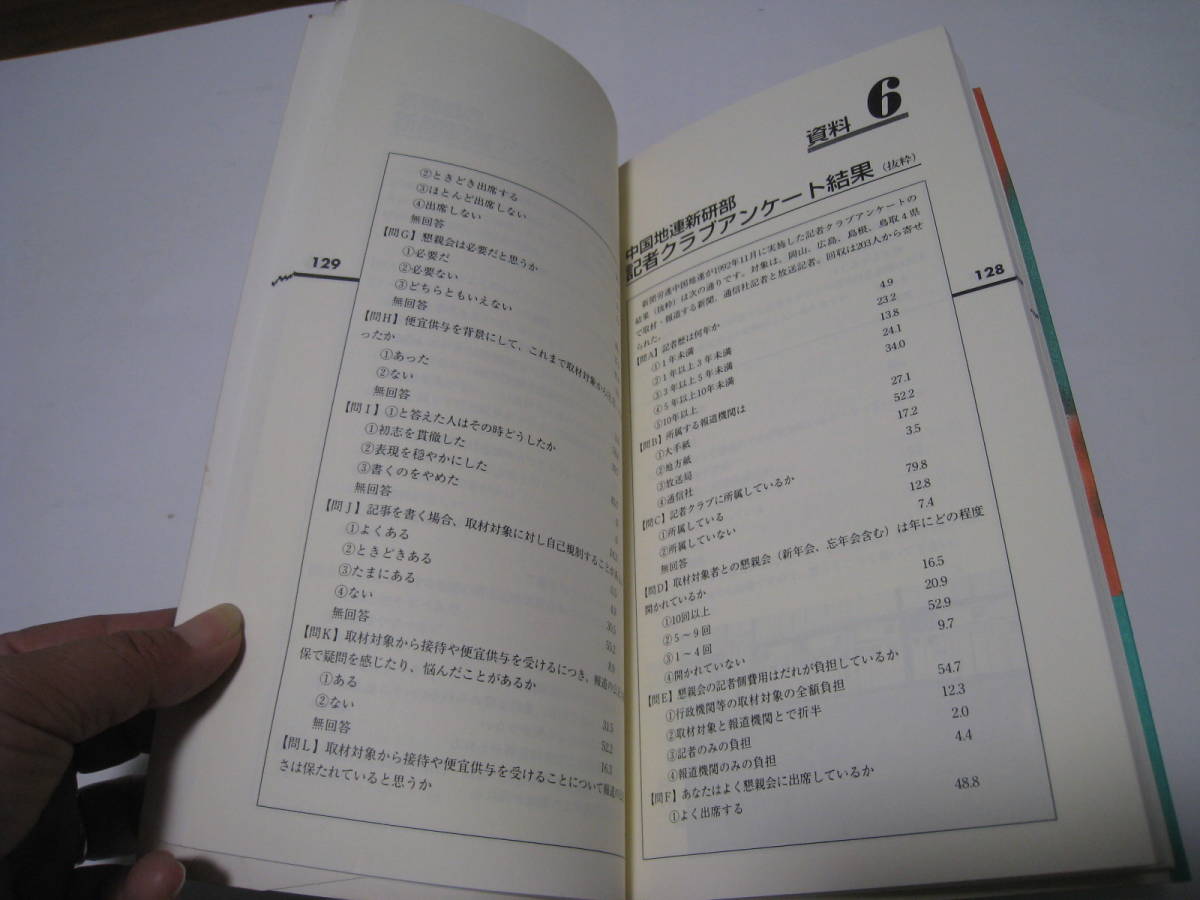 資料 6
中国地連新研部
記者クラブアンケート結果（抜粋）
新聞労連中国地連が1992年11月に実施した記者クラブアンケートの
結果（抜粋）は次の通りです。対象は、岡山、広島、島根、鳥取4県
で取材・報道する新聞、通信社記者と放送記者。回収は203人から寄せ
られた。
【問A】記者歴は何年か
①1年未満 4.9
②1年以上3年未満 23.2
③3年以上5年未満 13.8
④5年以上10年未満 24.1
⑤10年以上 34.0
【問B】所属する報道機関は
①大手紙 27.1
②地方紙 52.2
③放送局 17.2
④通信社 3.5
【問C】記者クラブに所属しているか
①所属している 79.8
②所属していない 12.8
無回答 7.4
【問D】取材対象者との懇親会（新年会、忘年会含む）は年にどの程度
開かれているか
①10回以上 16.5
②5～9回 20.9
③1～4回 52.9
④開かれていない 9.7
【問E】懇親会の記者側費用はだれが負担しているか
①行政機関等の取材対象の全額負担 54.7
②取材対象と報道機関とで折半 12.3
③記者のみの負担 2.0
④報道機関のみの負担 4.4
【問F】あなたはよく懇親会に出席しているか
①よく出席する 48.8
128
②ときどき出席する
③ほとんど出席しない
④出席しない
無回答
【問G】懇親会は必要だと思うか
①必要だ
②必要ない
③どちらともいえない
無回答
【問H】便宜供与を背景にして、これまで取材対象から
ったか
①あった
②ない
無回答
【問I】①と答えた人はその時どうしたか
①初志を貫徹した
②表現を穏やかにした
③書くのをやめた
無回答
【問J】記事を書く場合、取材対象に対し自己規制することが
①よくある
②ときどきある
③たまにある
④ない
無回答
【問K】取材対象から接待や便宜供与を受けるにつき、報道の
保で疑問を感じたり、悩んだことがあるか
①ある 31.5
②ない 52.2
無回答 16.3
【問L】取材対象から接待や便宜供与を受けることについて報道の
さは保たれていると思うか
129